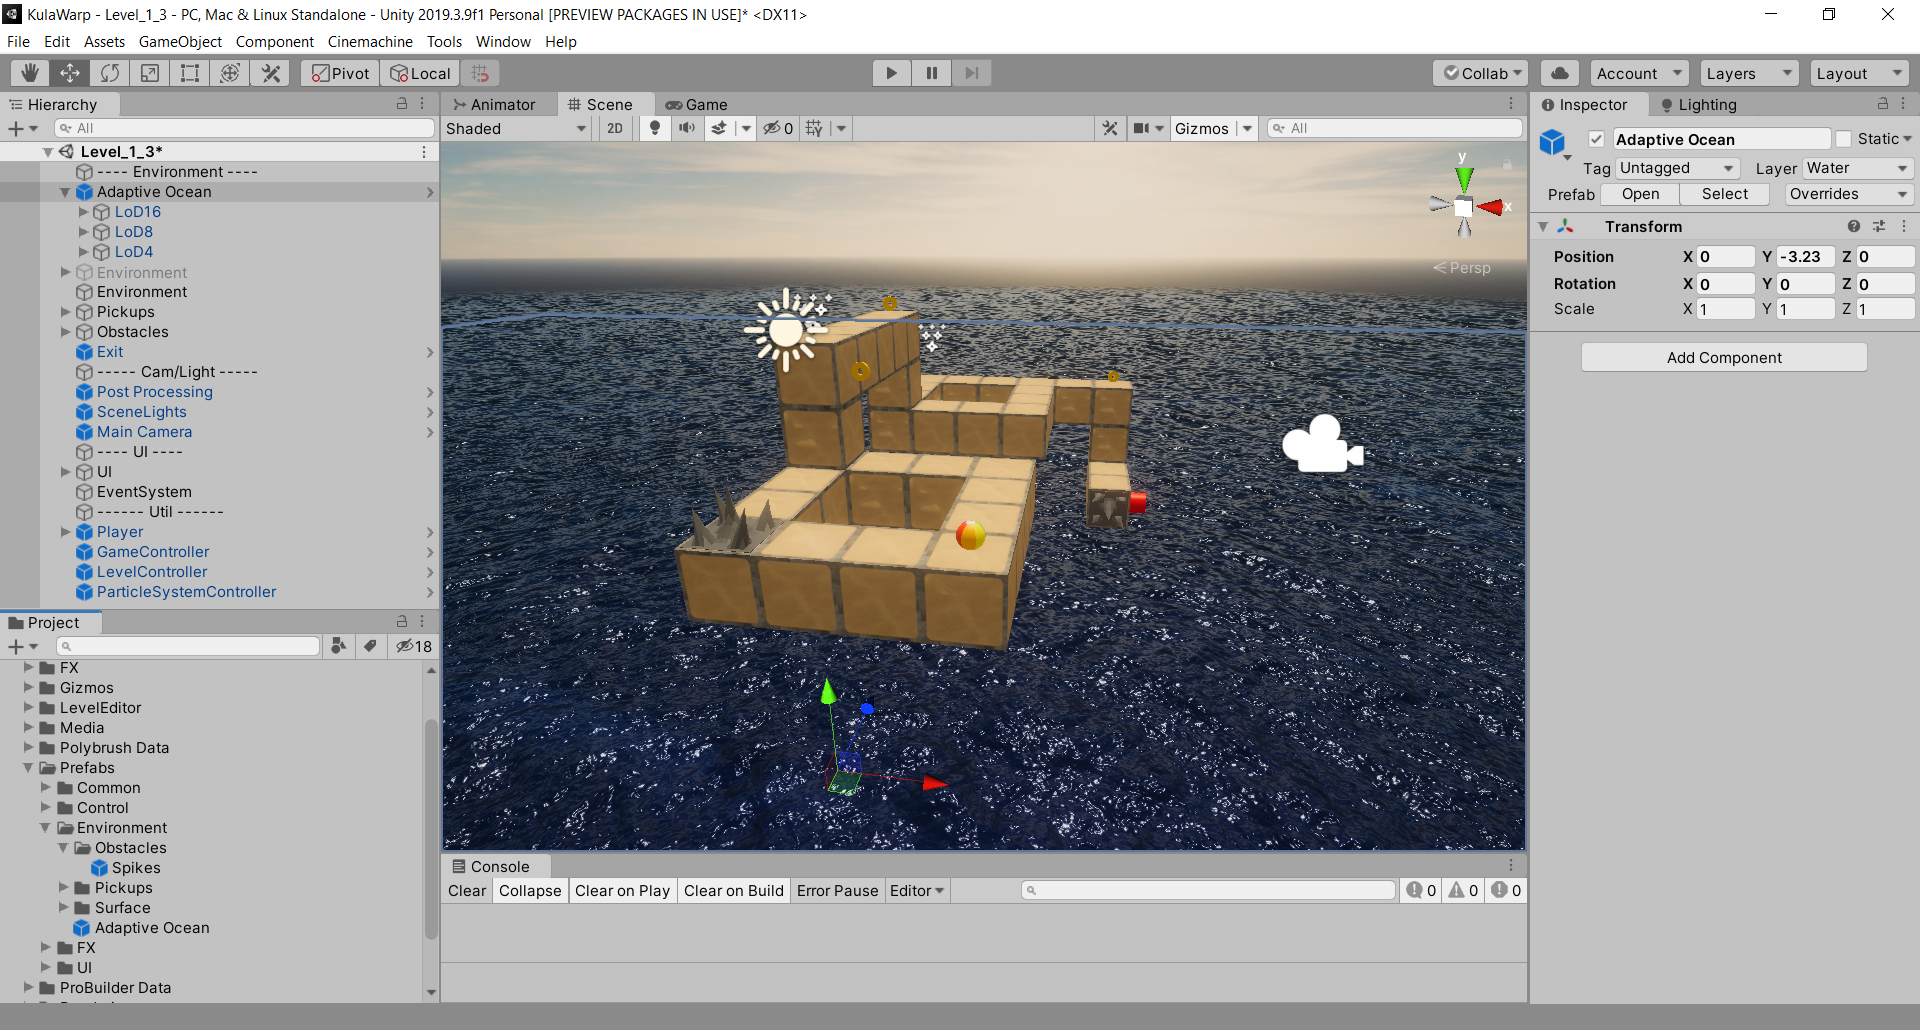 KulaWarp - Level_1_3 - PC, Mac & Linux Standalone - Unity 2019.3.9f1 Personal [PREVIEW PACKAGES IN USE]* <DX11>
File Edit Assets GameObject Component Cinemachine Tools Window Help
Pivot Local Collab Account Layers Layout
Hierarchy
All
Level_1_3*
---- Environment ----
Adaptive Ocean
LoD16
LoD8
LoD4
Environment
Environment
Pickups
Obstacles
Exit
----- Cam/Light -----
Post Processing
SceneLights
Main Camera
---- UI ----
UI
EventSystem
------ Util ------
Player
GameController
LevelController
ParticleSystemController
Project
18
FX
Gizmos
LevelEditor
Media
Polybrush Data
Prefabs
Common
Control
Environment
Obstacles
Spikes
Pickups
Surface
Adaptive Ocean
FX
UI
ProBuilder Data
Animator Scene Game
Shaded 2D 0 Gizmos All
y
x
Persp
Console
Clear Collapse Clear on Play Clear on Build Error Pause Editor 0 0 0
Inspector Lighting
Adaptive Ocean Static
Tag Untagged Layer Water
Prefab Open Select Overrides
Transform
Position X 0 Y -3.23 Z 0
Rotation X 0 Y 0 Z 0
Scale X 1 Y 1 Z 1
Add Component